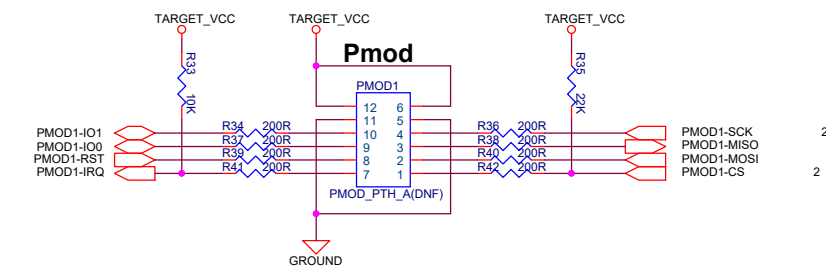 TARGET_VCC
TARGET_VCC
TARGET_VCC
Pmod
R33
10K
R35
22K
PMOD1
12 6
11 5
10 4
9 3
8 2
7 1
PMOD1-IO1
R34 200R
R36 200R
PMOD1-SCK
2
PMOD1-IO0
R37 200R
R38 200R
PMOD1-MISO
PMOD1-RST
R39 200R
R40 200R
PMOD1-MOSI
PMOD1-IRQ
R41 200R
R42 200R
PMOD1-CS
2
PMOD_PTH_A(DNF)
GROUND